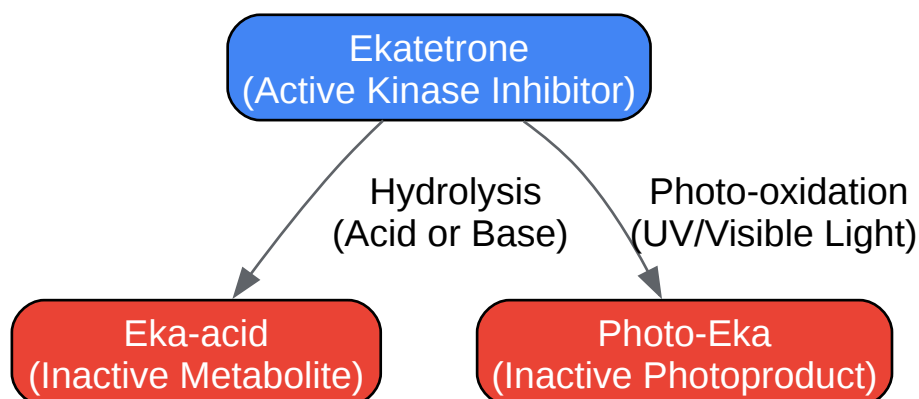 Ekatetrone
(Active Kinase Inhibitor)
Hydrolysis
(Acid or Base)
Photo-oxidation
(UV/Visible Light)
Eka-acid
(Inactive Metabolite)
Photo-Eka
(Inactive Photoproduct)